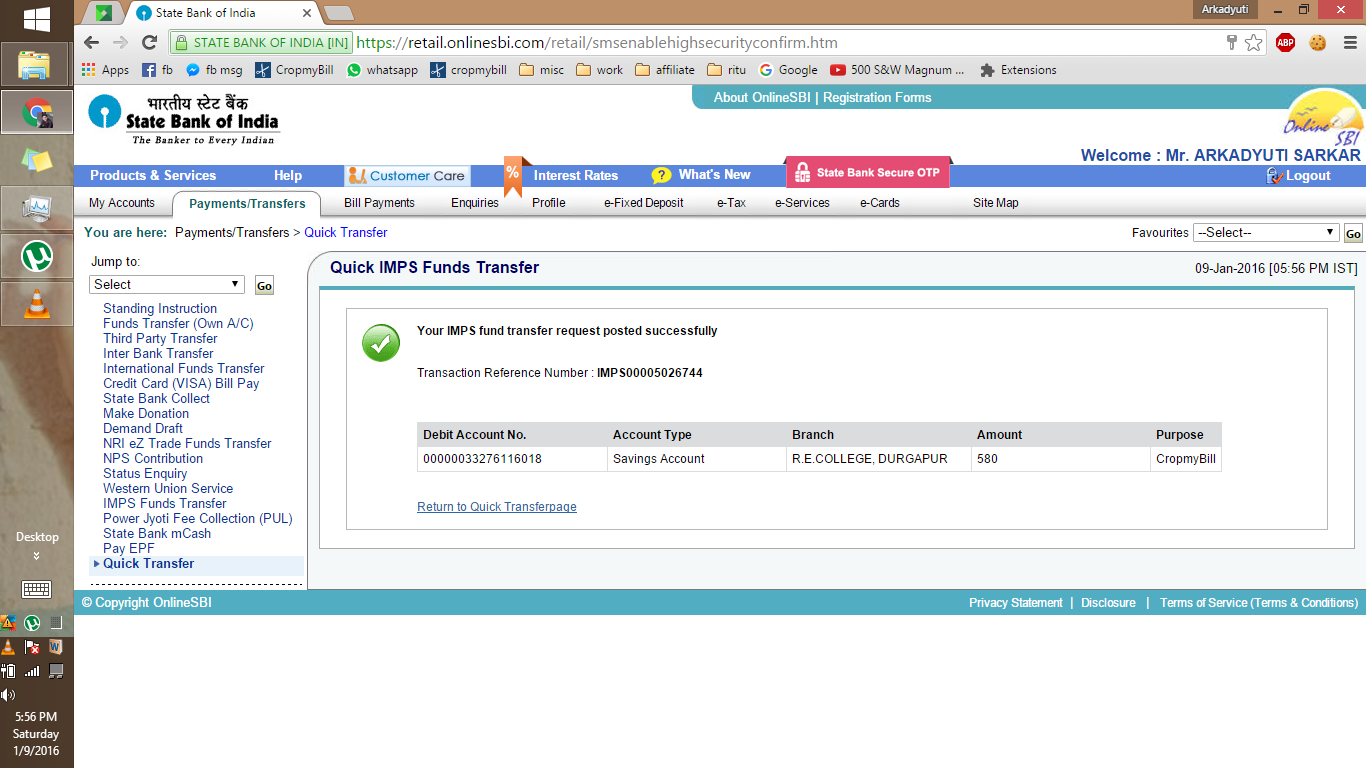 State Bank of India
Arkadyuti
STATE BANK OF INDIA [IN] https://retail.onlinesbi.com/retail/smsenablehighsecurityconfirm.htm
ABP
Apps fb fb msg CropmyBill whatsapp cropmybill misc work affiliate ritu Google 500 S&W Magnum ... Extensions
About OnlineSBI | Registration Forms
भारतीय स्टेट बैंक
State Bank of India
The Banker to Every Indian
Online SBI
Welcome : Mr. ARKADYUTI SARKAR
Products & Services Help Customer Care % Interest Rates ? What's New State Bank Secure OTP Logout
My Accounts Payments/Transfers Bill Payments Enquiries Profile e-Fixed Deposit e-Tax e-Services e-Cards Site Map
You are here: Payments/Transfers > Quick Transfer
Favourites --Select-- Go
Jump to:
Select Go
Standing Instruction
Funds Transfer (Own A/C)
Third Party Transfer
Inter Bank Transfer
International Funds Transfer
Credit Card (VISA) Bill Pay
State Bank Collect
Make Donation
Demand Draft
NRI eZ Trade Funds Transfer
NPS Contribution
Status Enquiry
Western Union Service
IMPS Funds Transfer
Power Jyoti Fee Collection (PUL)
State Bank mCash
Pay EPF
Quick Transfer
Quick IMPS Funds Transfer
09-Jan-2016 [05:56 PM IST]
Your IMPS fund transfer request posted successfully
Transaction Reference Number : IMPS00005026744
Debit Account No. Account Type Branch Amount Purpose
00000033276116018 Savings Account R.E.COLLEGE, DURGAPUR 580 CropmyBill
Return to Quick Transferpage
© Copyright OnlineSBI
Privacy Statement | Disclosure | Terms of Service (Terms & Conditions)
Desktop
5:56 PM
Saturday
1/9/2016